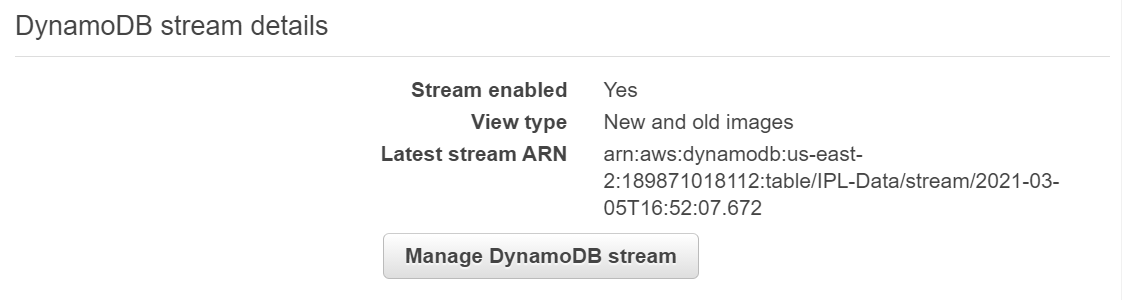 DynamoDB stream details
Stream enabled Yes
View type New and old images
Latest stream ARN arn:aws:dynamodb:us-east-
2:189871018112:table/IPL-Data/stream/2021-03-
05T16:52:07.672
Manage DynamoDB stream